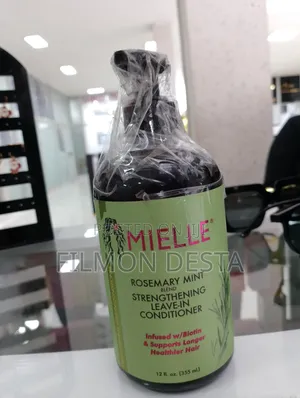 MIELLE®
FILMON DESTA
ROSEMARY MINT
BLEND
STRENGTHENING
LEAVE-IN
CONDITIONER
Infused w/Biotin
& Supports Longer
Healthier Hair
12 fl. oz. (355 mL)